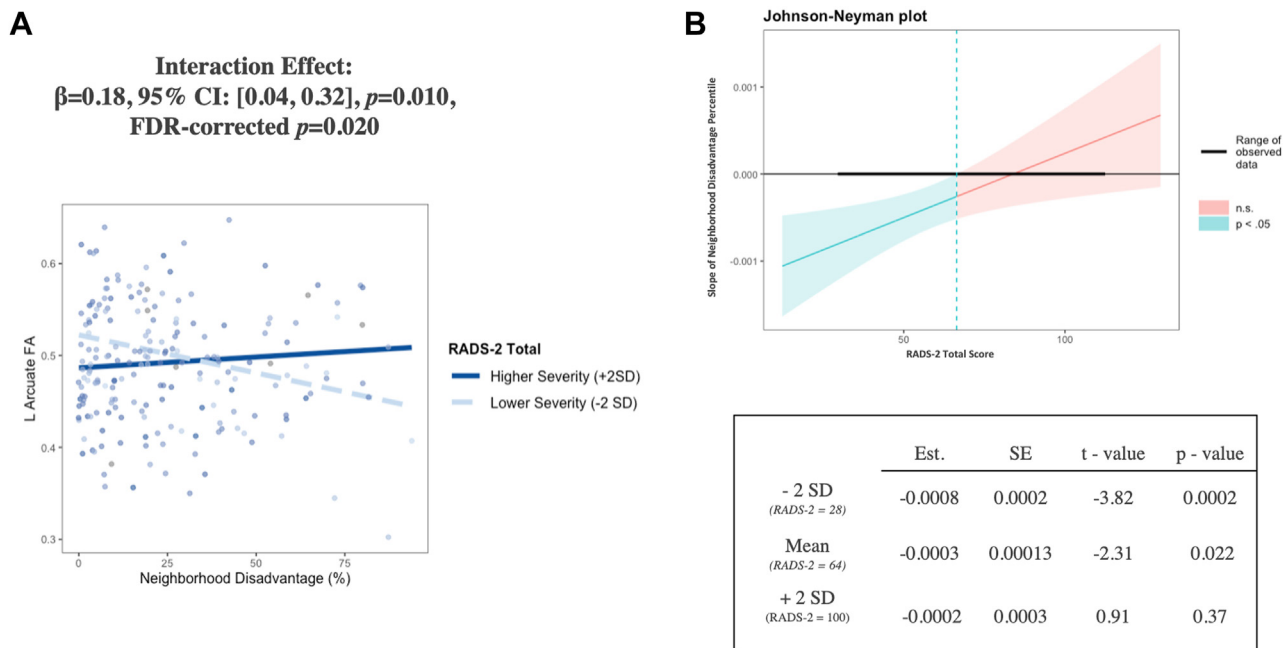 A
Interaction Effect:
β=0.18, 95% CI: [0.04, 0.32], p=0.010,
FDR-corrected p=0.020
L Arcuate FA
0.6
0.5
0.4
0.3
0
25
50
75
Neighborhood Disadvantage (%)
RADS-2 Total
Higher Severity (+2SD)
Lower Severity (-2 SD)
B
Johnson-Neyman plot
Slope of Neighborhood Disadvantage Percentile
0.001
0.000
-0.001
50
100
RADS-2 Total Score
Range of
observed
data
n.s.
p < .05
Est. SE t - value p - value
- 2 SD
(RADS-2 = 28)
-0.0008 0.0002 -3.82 0.0002
Mean
(RADS-2 = 64)
-0.0003 0.00013 -2.31 0.022
+ 2 SD
(RADS-2 = 100)
-0.0002 0.0003 0.91 0.37